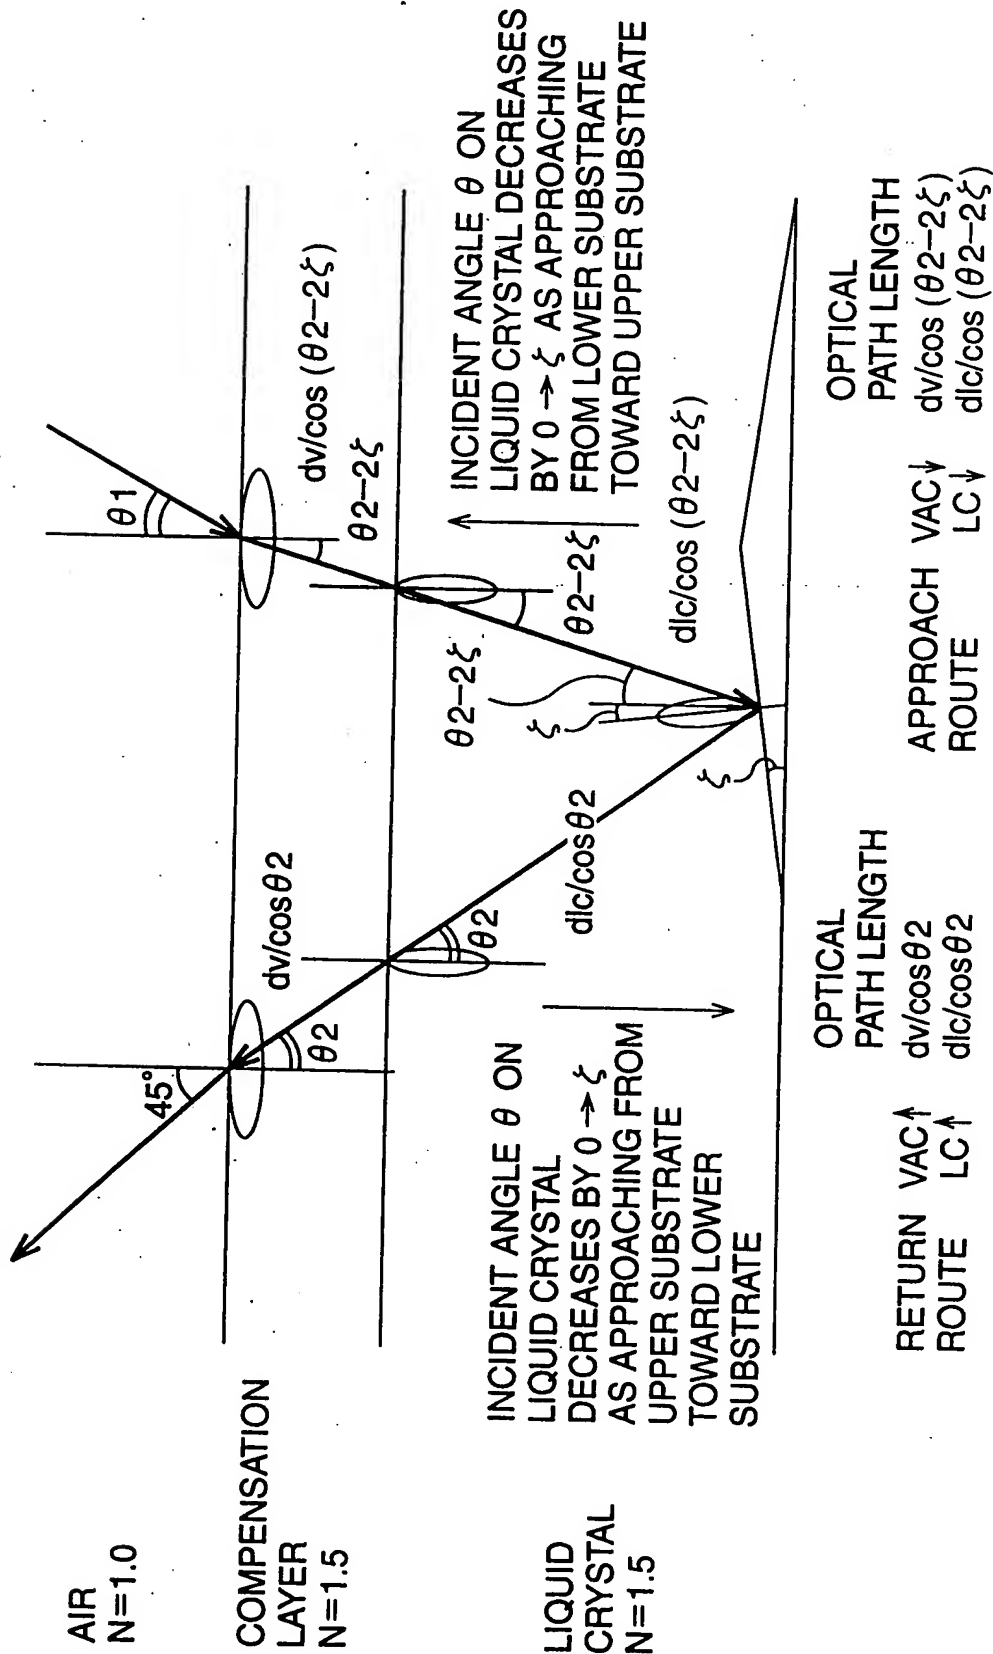 AIR
N=1.0
COMPENSATION
LAYER
N=1.5
LIQUID
CRYSTAL
N=1.5
45°
θ2
dv/cosθ2
θ2
dlc/cosθ2
θ1
dv/cos (θ2−2ζ)
θ2−2ζ
θ2−2ζ
θ2−2ζ
ζ
ζ
dlc/cos (θ2−2ζ)
INCIDENT ANGLE θ ON
LIQUID CRYSTAL
DECREASES BY 0→ζ
AS APPROACHING FROM
UPPER SUBSTRATE
TOWARD LOWER
SUBSTRATE
INCIDENT ANGLE θ ON
LIQUID CRYSTAL DECREASES
BY 0→ζ AS APPROACHING
FROM LOWER SUBSTRATE
TOWARD UPPER SUBSTRATE
OPTICAL
PATH LENGTH
RETURN VAC↑ dv/cosθ2
ROUTE LC↑ dlc/cosθ2
OPTICAL
PATH LENGTH
APPROACH VAC↓ dv/cos (θ2−2ζ)
ROUTE LC↓ dlc/cos (θ2−2ζ)